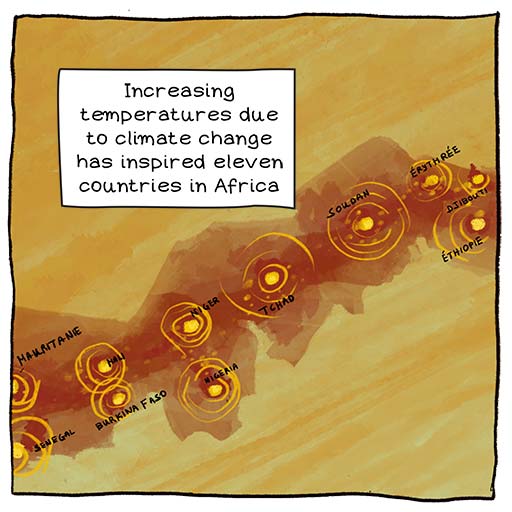 Increasing
temperatures due
to climate change
has inspired eleven
countries in Africa
ÉRYTHRÉE
DJIBOUTI
SOUDAN
ÉTHIOPIE
TCHAD
NIGER
NIGERIA
MAURITANIE
MALI
BURKINA FASO
SENEGAL